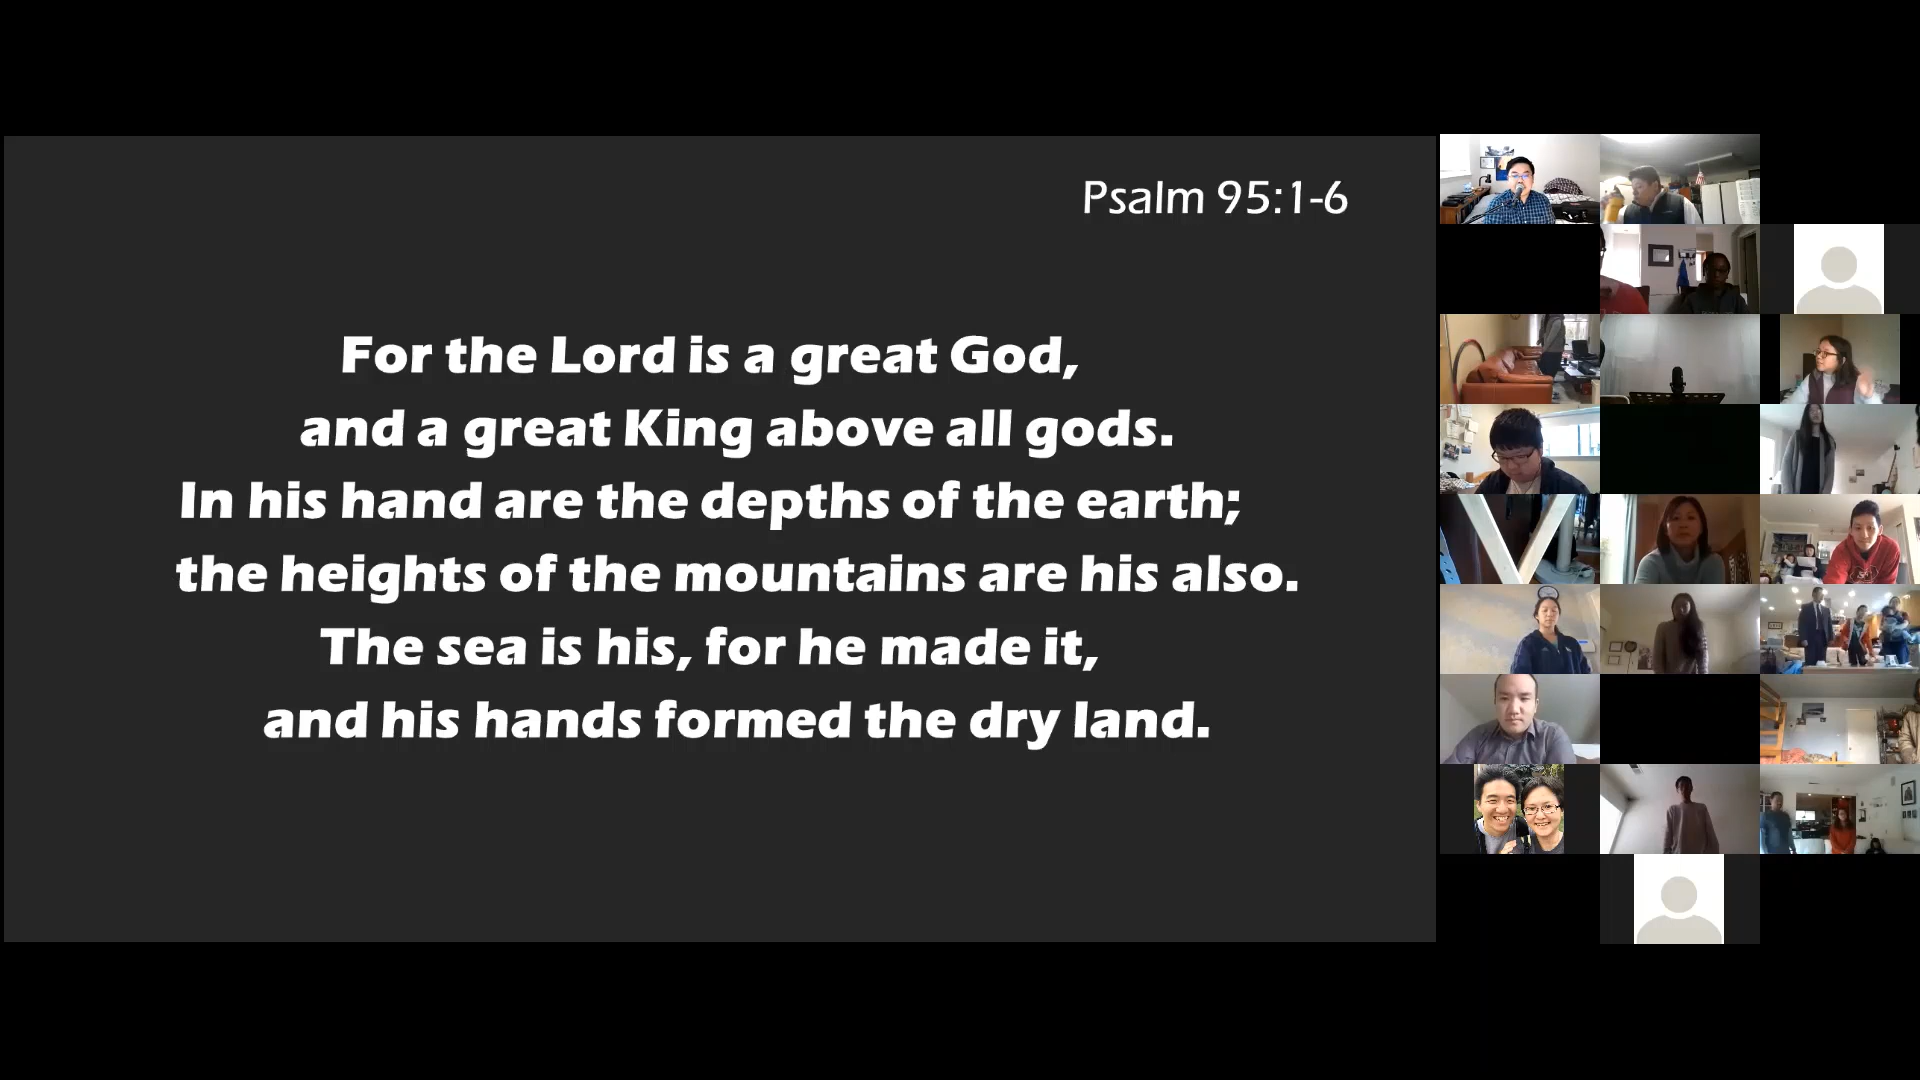 Psalm 95:1-6
For the Lord is a great God,
and a great King above all gods.
In his hand are the depths of the earth;
the heights of the mountains are his also.
The sea is his, for he made it,
and his hands formed the dry land.